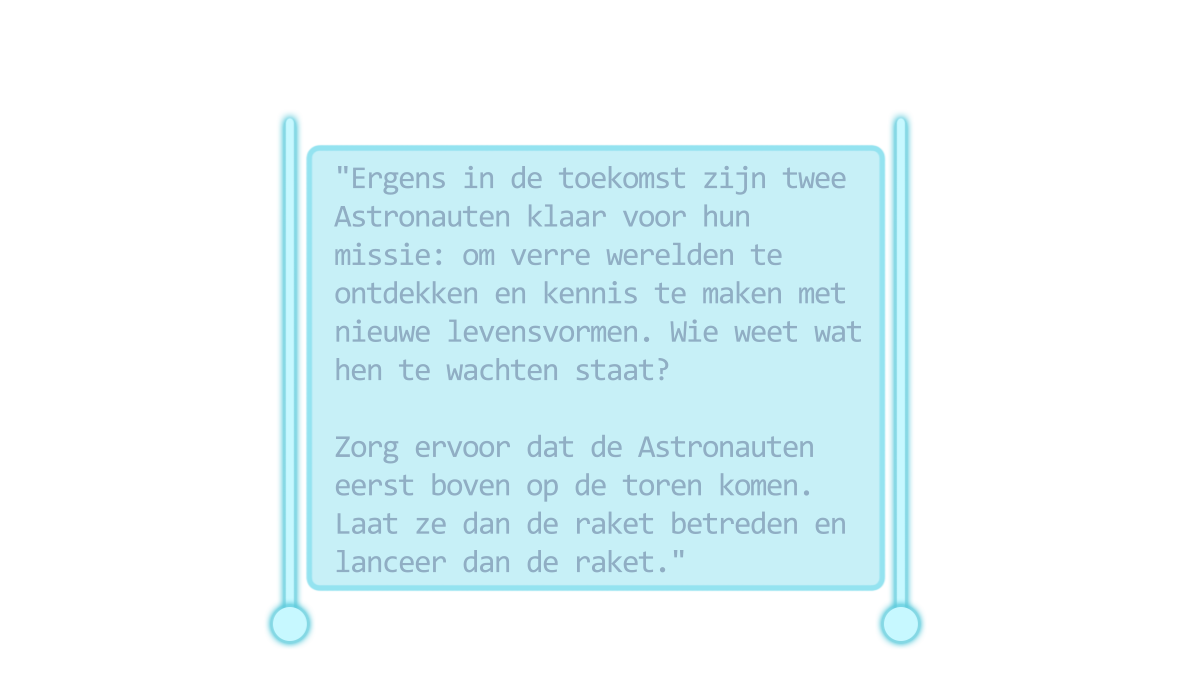 "Ergens in de toekomst zijn twee
Astronauten klaar voor hun
missie: om verre werelden te
ontdekken en kennis te maken met
nieuwe levensvormen. Wie weet wat
hen te wachten staat?

Zorg ervoor dat de Astronauten
eerst boven op de toren komen.
Laat ze dan de raket betreden en
lanceer dan de raket."